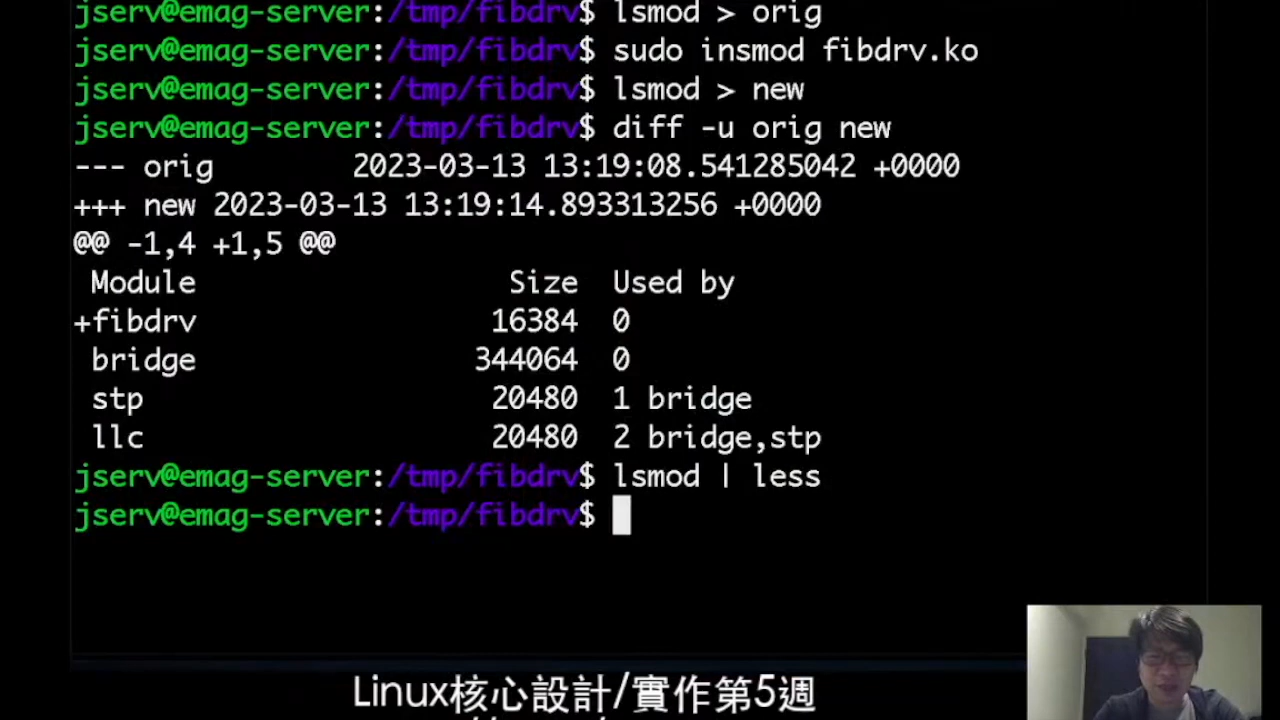 jserv@emag-server:/tmp/fibdrv$ lsmod > orig
jserv@emag-server:/tmp/fibdrv$ sudo insmod fibdrv.ko
jserv@emag-server:/tmp/fibdrv$ lsmod > new
jserv@emag-server:/tmp/fibdrv$ diff -u orig new
--- orig        2023-03-13 13:19:08.541285042 +0000
+++ new 2023-03-13 13:19:14.893313256 +0000
@@ -1,4 +1,5 @@
 Module                  Size  Used by
+fibdrv                 16384  0
 bridge                344064  0
 stp                    20480  1 bridge
 llc                    20480  2 bridge,stp
jserv@emag-server:/tmp/fibdrv$ lsmod | less
jserv@emag-server:/tmp/fibdrv$
Linux核心設計/實作第5週